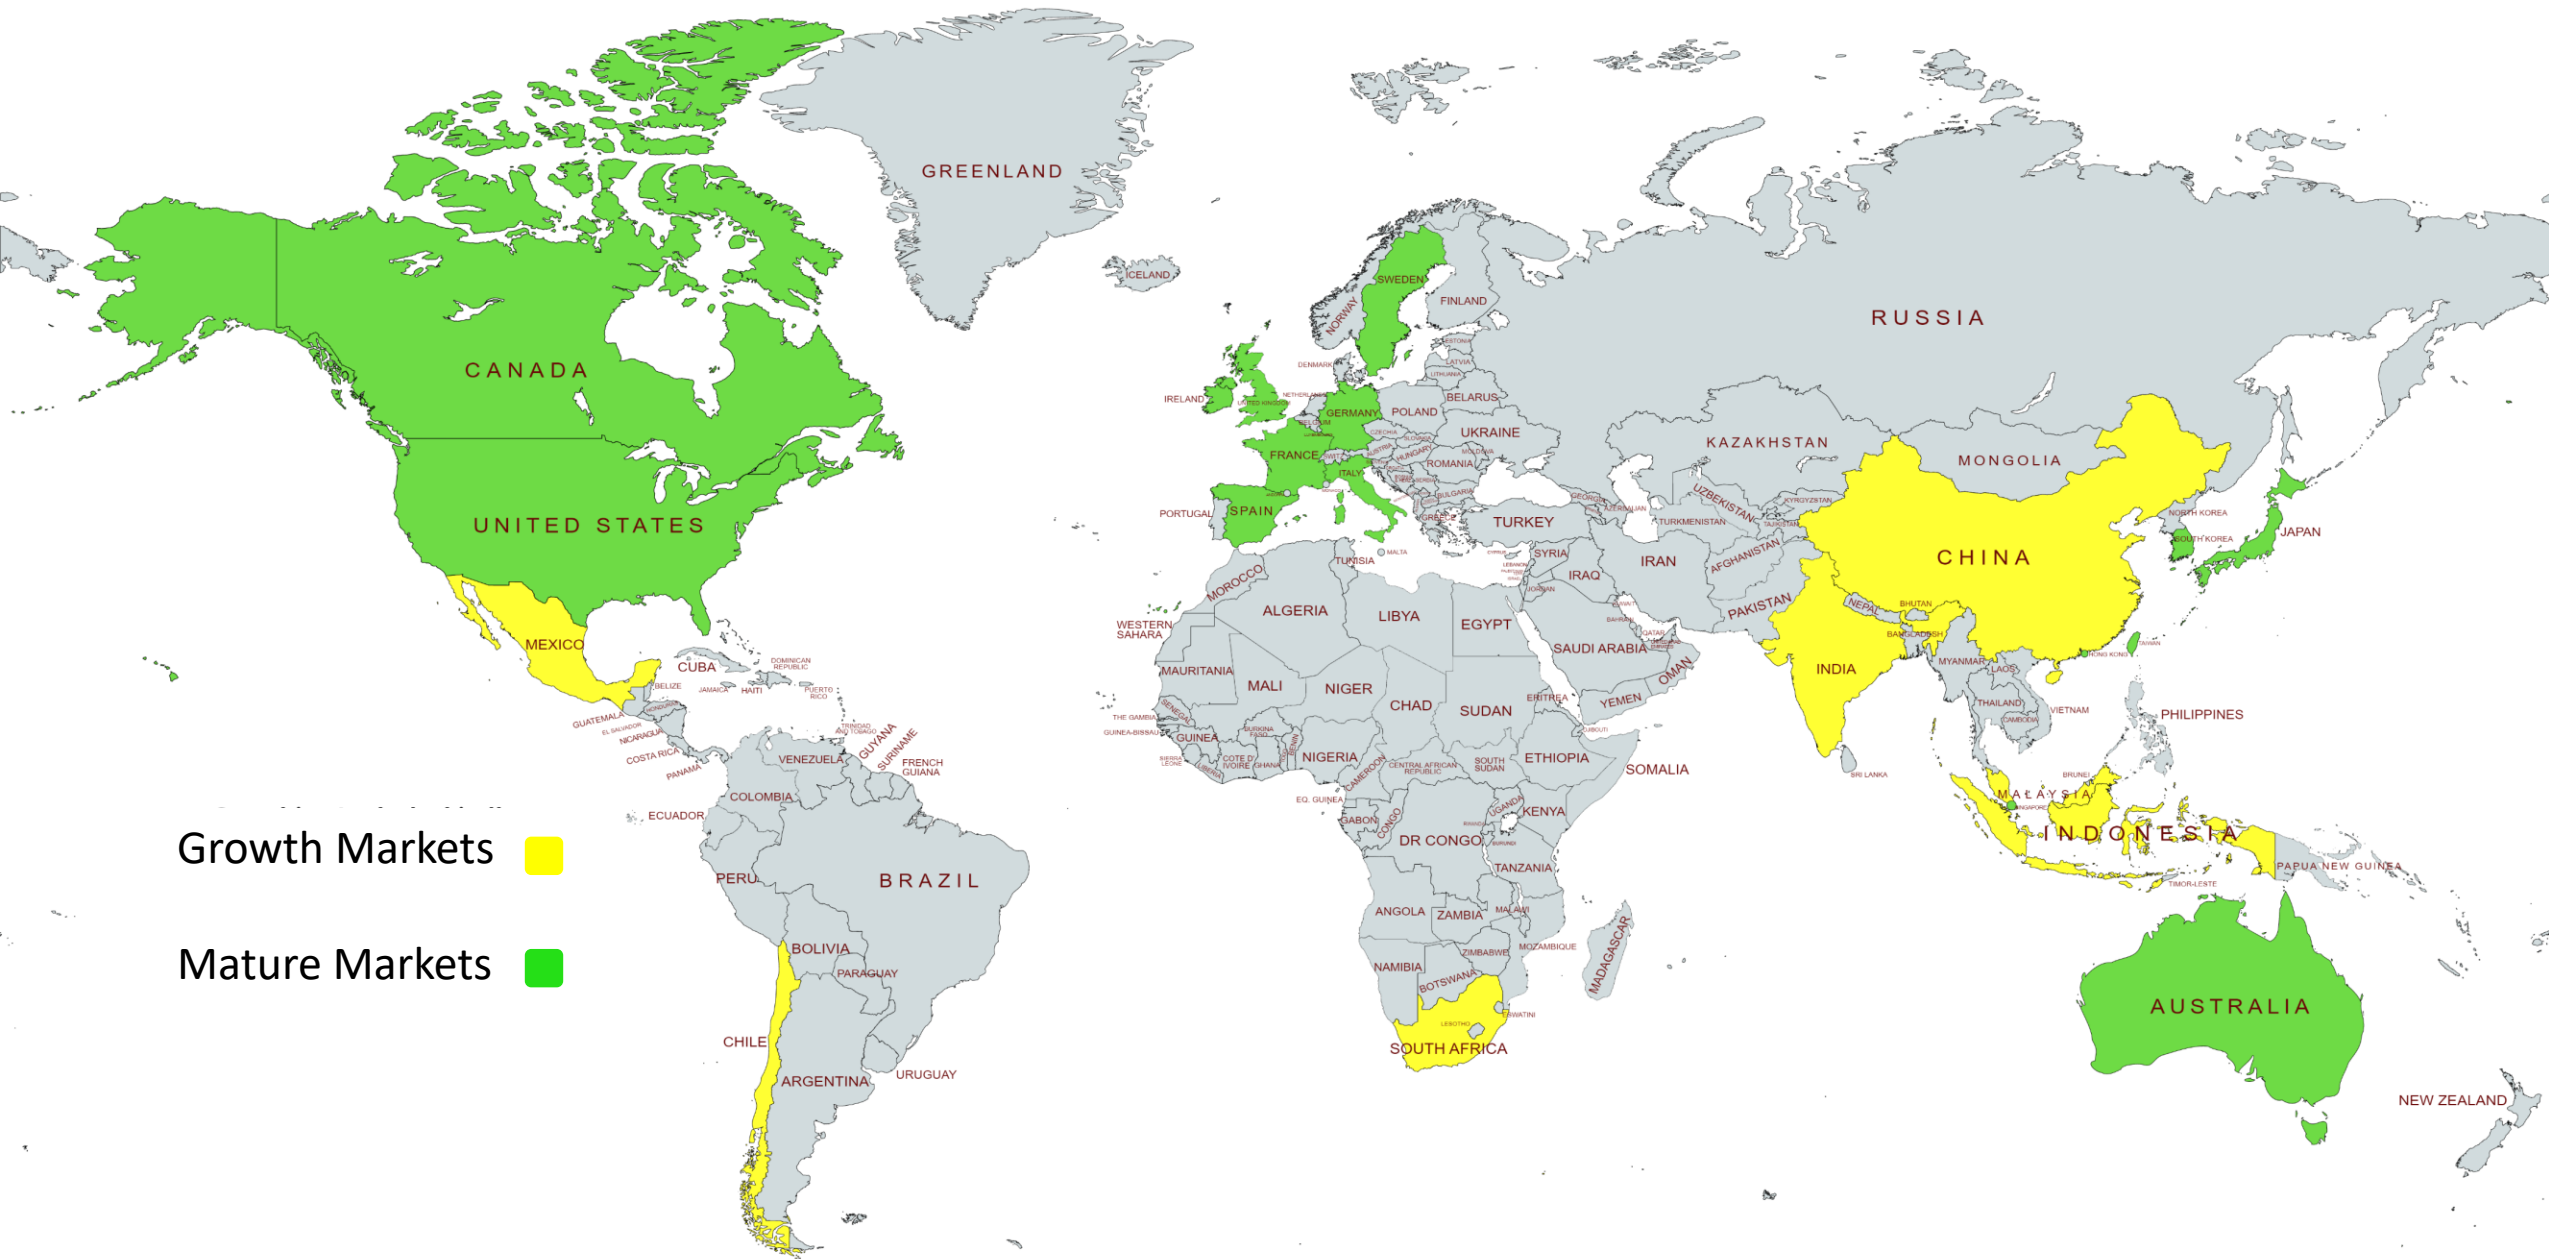 GREENLAND
ICELAND
SWEDEN
NORWAY
FINLAND
RUSSIA
ESTONIA
LATVIA
LITHUANIA
DENMARK
CANADA
IRELAND
UNITED KINGDOM
NETHERLANDS
BELGIUM
GERMANY
POLAND
BELARUS
CZECHIA
SLOVAKIA
UKRAINE
KAZAKHSTAN
MONGOLIA
FRANCE
SWITZ
AUSTRIA
HUNGARY
MOLDOVA
ROMANIA
ITALY
BULGARIA
GEORGIA
AZERBAIJAN
UZBEKISTAN
KYRGYZSTAN
TURKMENISTAN
TAJIKISTAN
PORTUGAL
SPAIN
GREECE
TURKEY
NORTH KOREA
SOUTH KOREA
JAPAN
UNITED STATES
CHINA
MALTA
TUNISIA
CYPRUS
SYRIA
LEBANON
IRAQ
IRAN
AFGHANISTAN
JORDAN
MOROCCO
ALGERIA
LIBYA
EGYPT
KUWAIT
BAHRAIN
QATAR
PAKISTAN
NEPAL
BHUTAN
BANGLADESH
WESTERN
SAHARA
SAUDI ARABIA
OMAN
YEMEN
INDIA
MYANMAR
LAOS
HONG KONG
TAIWAN
MEXICO
CUBA
DOMINICAN
REPUBLIC
BELIZE
JAMAICA
HAITI
PUERTO
RICO
GUATEMALA
HONDURAS
EL SALVADOR
NICARAGUA
COSTA RICA
PANAMA
TRINIDAD
AND TOBAGO
MAURITANIA
MALI
NIGER
CHAD
SUDAN
ERITREA
DJIBOUTI
SENEGAL
THE GAMBIA
GUINEA-BISSAU
GUINEA
SIERRA
LEONE
LIBERIA
COTE D'
IVOIRE
BURKINA
FASO
GHANA
BENIN
NIGERIA
CAMEROON
CENTRAL AFRICAN
REPUBLIC
SOUTH
SUDAN
ETHIOPIA
SOMALIA
THAILAND
CAMBODIA
VIETNAM
PHILIPPINES
SRI LANKA
BRUNEI
MALAYSIA
SINGAPORE
INDONESIA
PAPUA NEW GUINEA
TIMOR-LESTE
VENEZUELA
GUYANA
SURINAME
FRENCH
GUIANA
COLOMBIA
ECUADOR
PERU
BRAZIL
BOLIVIA
PARAGUAY
CHILE
ARGENTINA
URUGUAY
EQ. GUINEA
GABON
CONGO
DR CONGO
UGANDA
KENYA
RWANDA
BURUNDI
TANZANIA
ANGOLA
ZAMBIA
MALAWI
MOZAMBIQUE
ZIMBABWE
NAMIBIA
BOTSWANA
MADAGASCAR
ESWATINI
LESOTHO
SOUTH AFRICA
AUSTRALIA
NEW ZEALAND
Growth Markets
Mature Markets